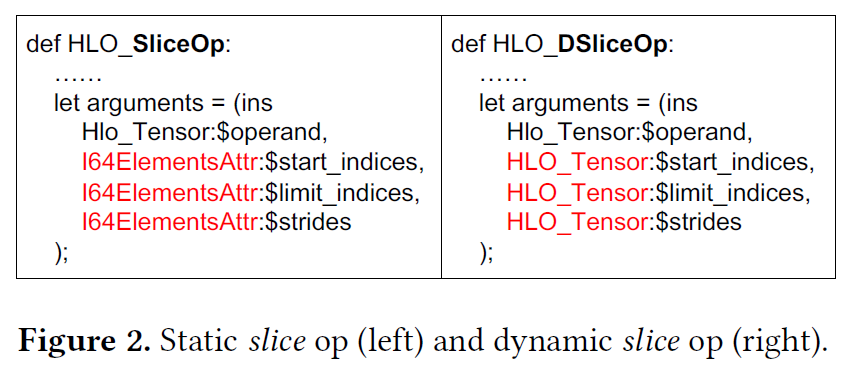 def HLO_SliceOp:
......
let arguments = (ins
Hlo_Tensor:$operand,
I64ElementsAttr:$start_indices,
I64ElementsAttr:$limit_indices,
I64ElementsAttr:$strides
);
def HLO_DSliceOp:
......
let arguments = (ins
Hlo_Tensor:$operand,
HLO_Tensor:$start_indices,
HLO_Tensor:$limit_indices,
HLO_Tensor:$strides
);
Figure 2. Static slice op (left) and dynamic slice op (right).